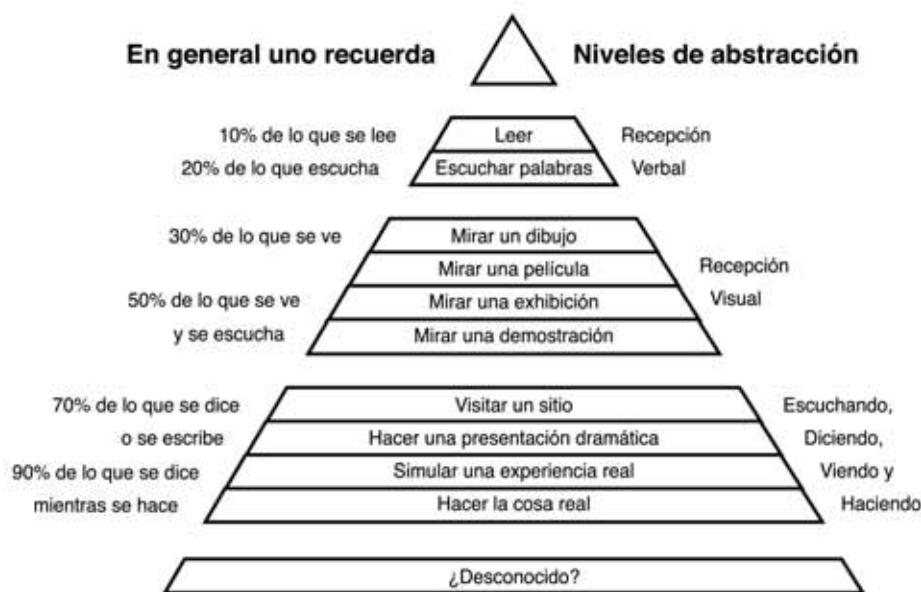 En general uno recuerda Niveles de abstracción
10% de lo que se lee Leer Recepción
20% de lo que escucha Escuchar palabras Verbal
30% de lo que se ve Mirar un dibujo
Mirar una película Recepción
50% de lo que se ve Mirar una exhibición Visual
y se escucha Mirar una demostración
70% de lo que se dice Visitar un sitio Escuchando,
o se escribe Hacer una presentación dramática Diciendo,
90% de lo que se dice Simular una experiencia real Viendo y
mientras se hace Hacer la cosa real Haciendo
¿Desconocido?